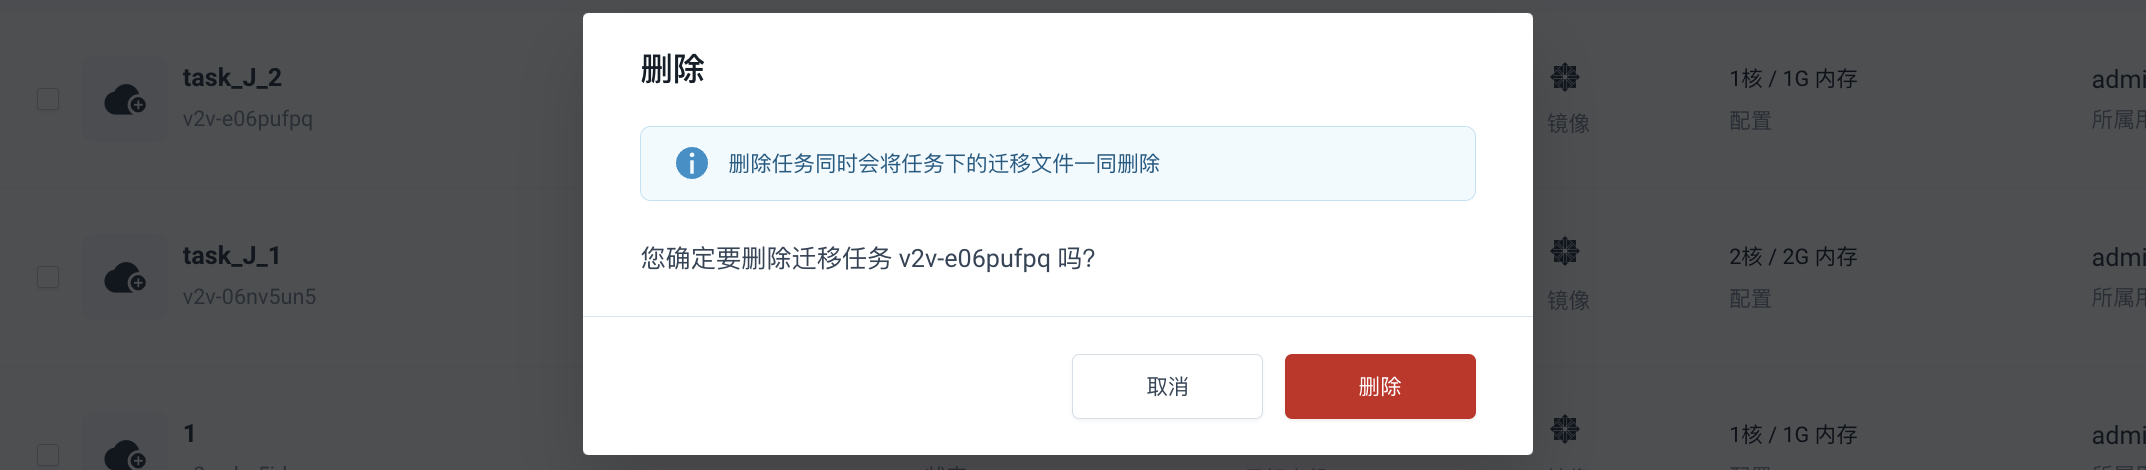 删除
删除任务同时会将任务下的迁移文件一同删除
您确定要删除迁移任务 v2v-e06pufpq 吗?
取消
删除
task_J_2
v2v-e06pufpq
镜像
1核 / 1G 内存
配置
admi
所属
task_J_1
v2v-06nv5un5
镜像
2核 / 2G 内存
配置
admi
所属
1
1核 / 1G 内存
admi